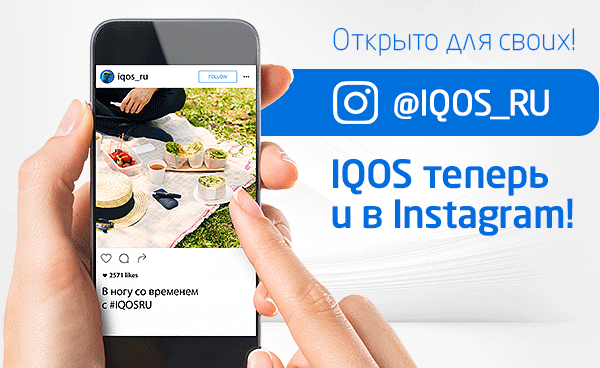 Открыто для своих!
@IQOS_RU
IQOS теперь
и в Instagram!
iqos_ru
FOLLOW
2571 likes
В ногу со временем
с #IQOSRU